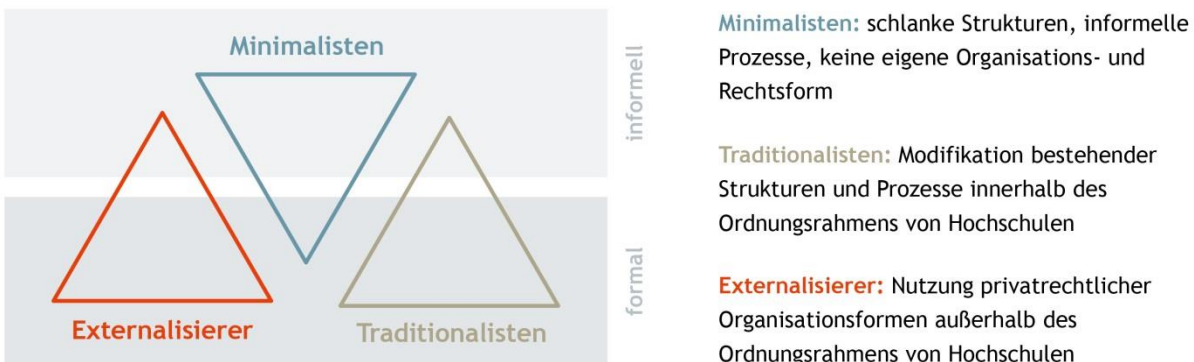 Minimalisten
informell
formal
Externalisierer
Traditionalisten
Minimalisten: schlanke Strukturen, informelle
Prozesse, keine eigene Organisations- und
Rechtsform
Traditionalisten: Modifikation bestehender
Strukturen und Prozesse innerhalb des
Ordnungsrahmens von Hochschulen
Externalisierer: Nutzung privatrechtlicher
Organisationsformen außerhalb des
Ordnungsrahmens von Hochschulen